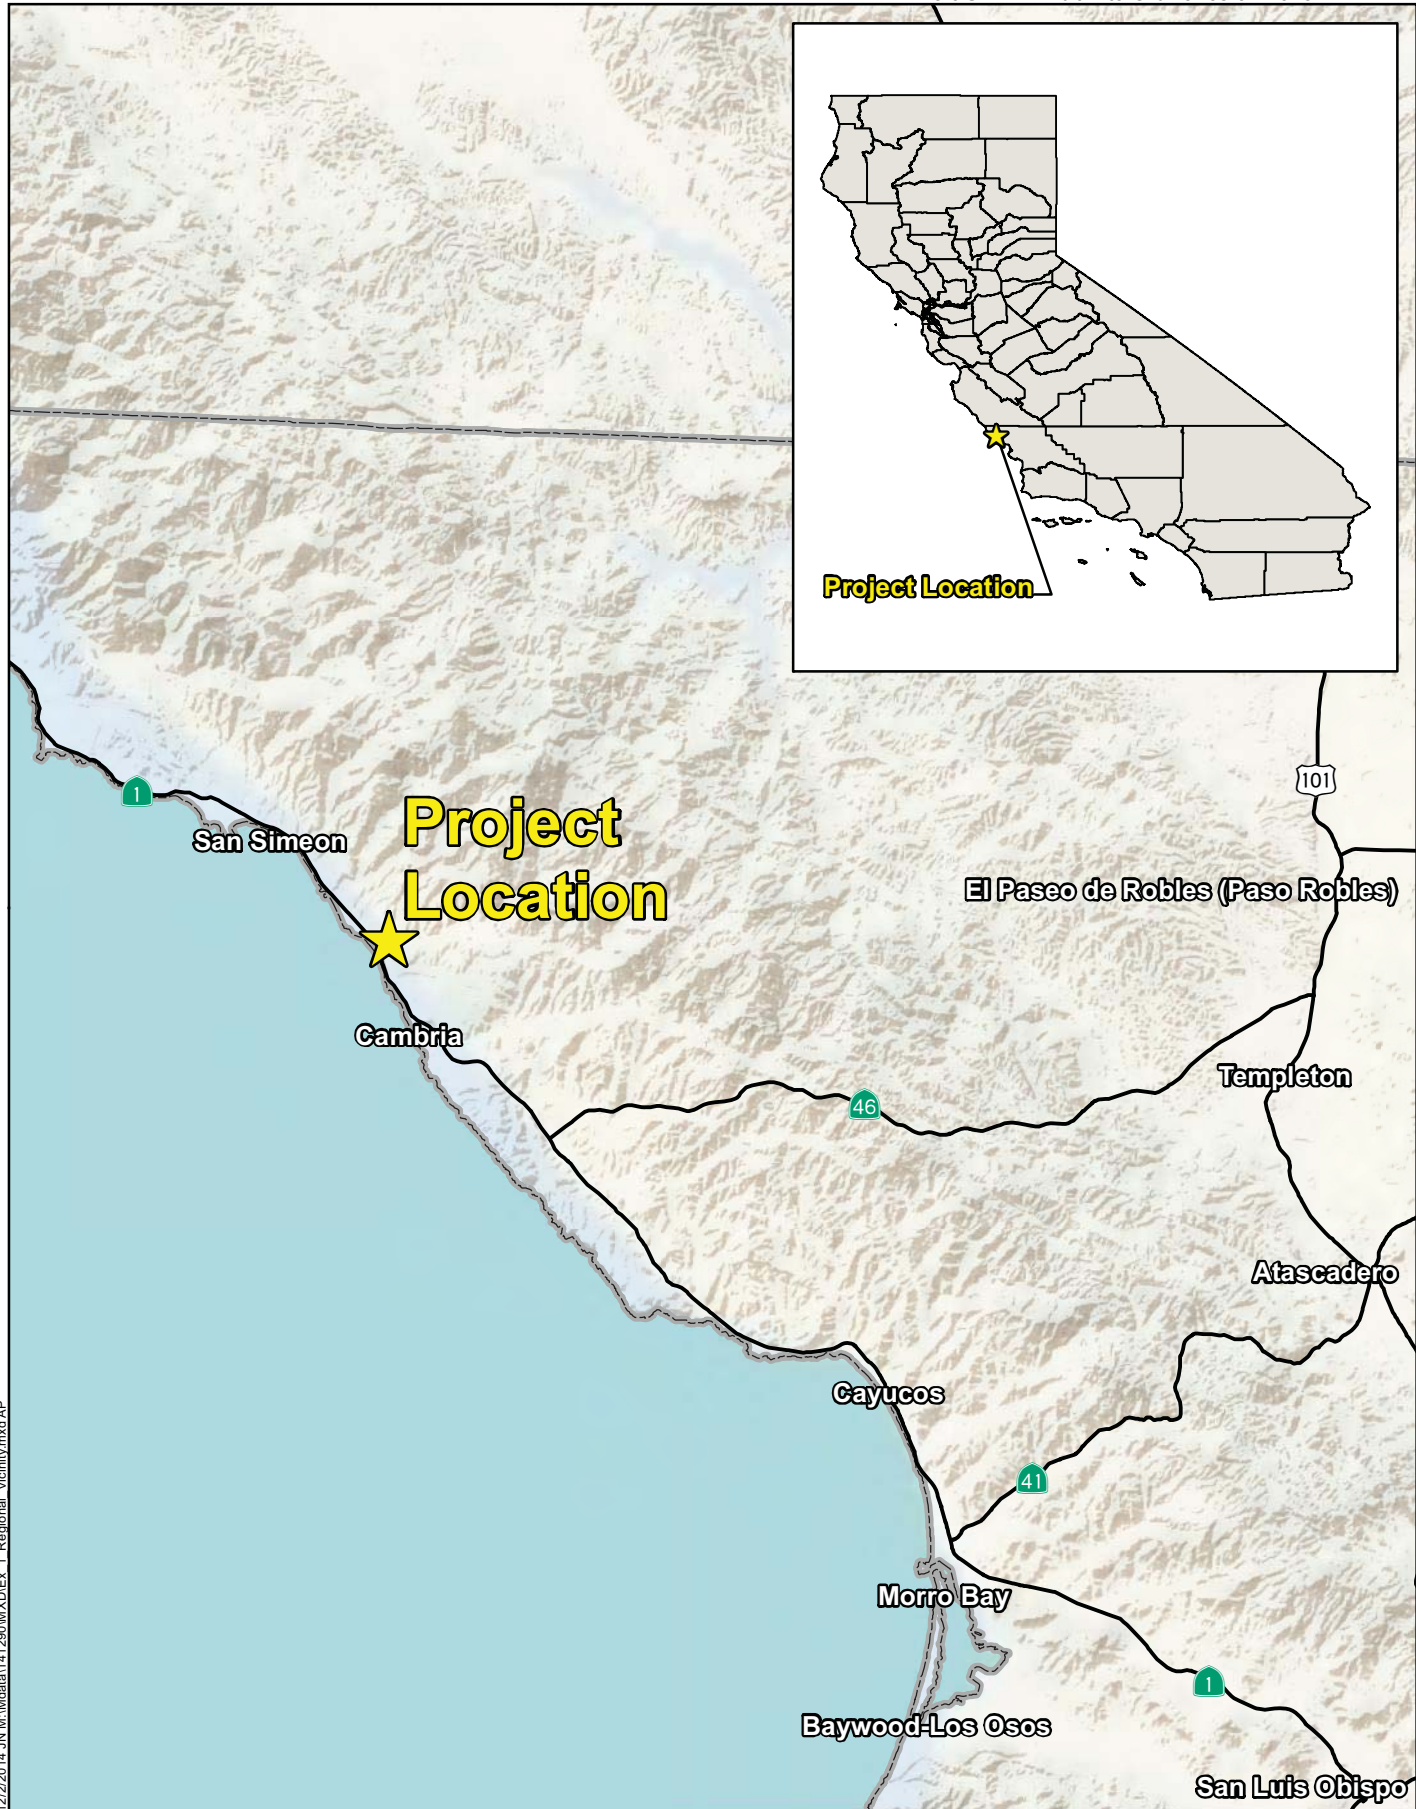 Project Location
101
1
San Simeon
Project
Location
El Paseo de Robles (Paso Robles)
Cambria
Templeton
46
Atascadero
Cayucos
41
Morro Bay
1
Baywood-Los Osos
San Luis Obispo